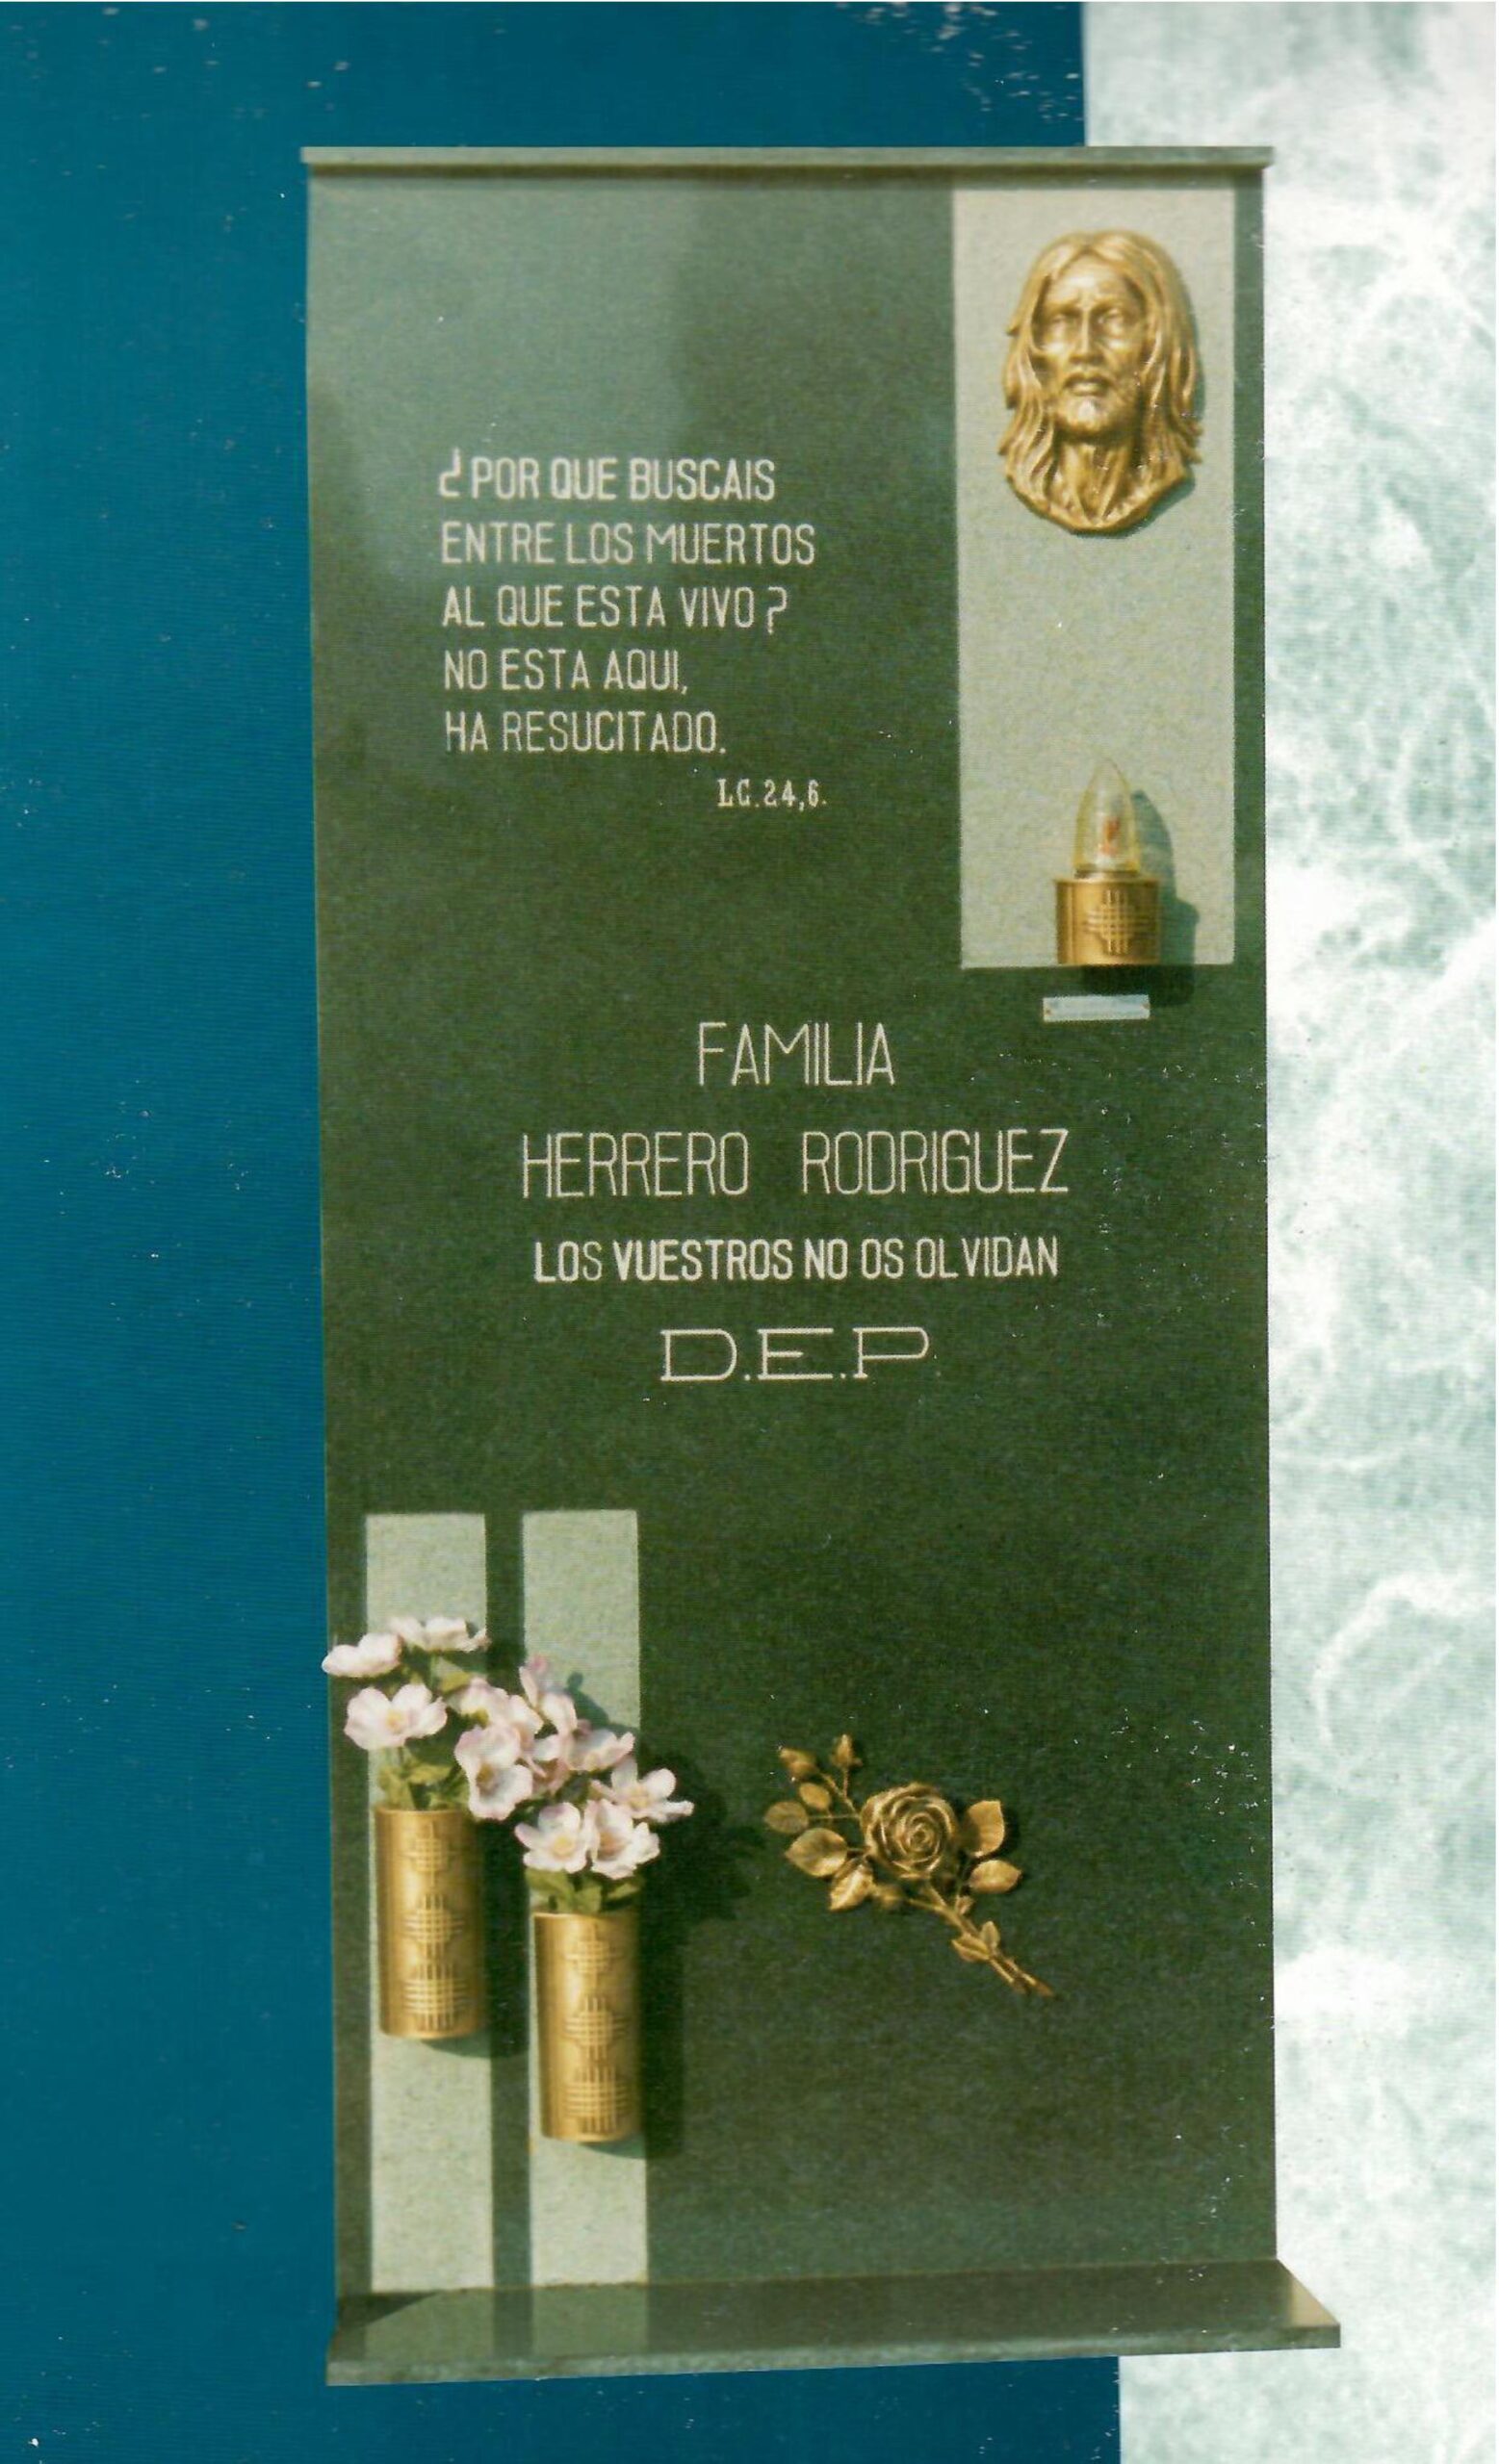 ¿POR QUE BUSCAIS
ENTRE LOS MUERTOS
AL QUE ESTA VIVO?
NO ESTA AQUI,
HA RESUCITADO.
LC.24,6.
FAMILIA
HERRERO RODRIGUEZ
LOS VUESTROS NO OS OLVIDAN
D.E.P.